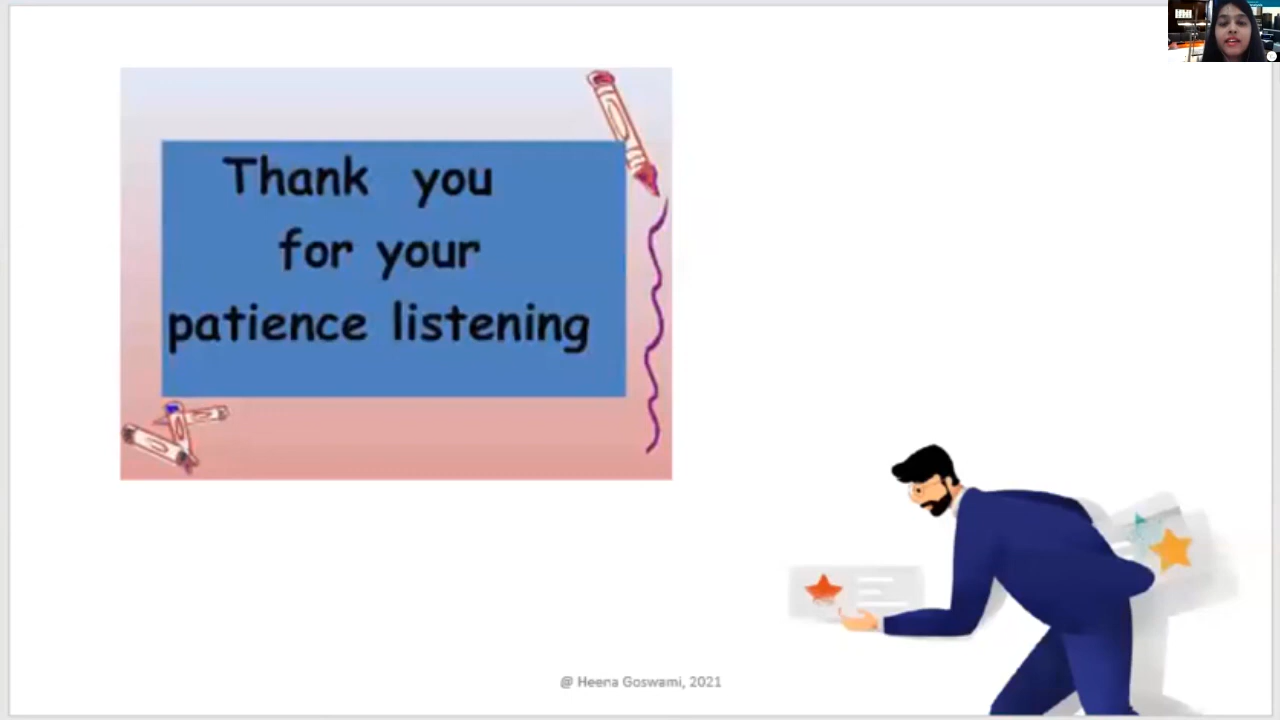 Thank you
for your
patience listening
@ Heena Goswami, 2021